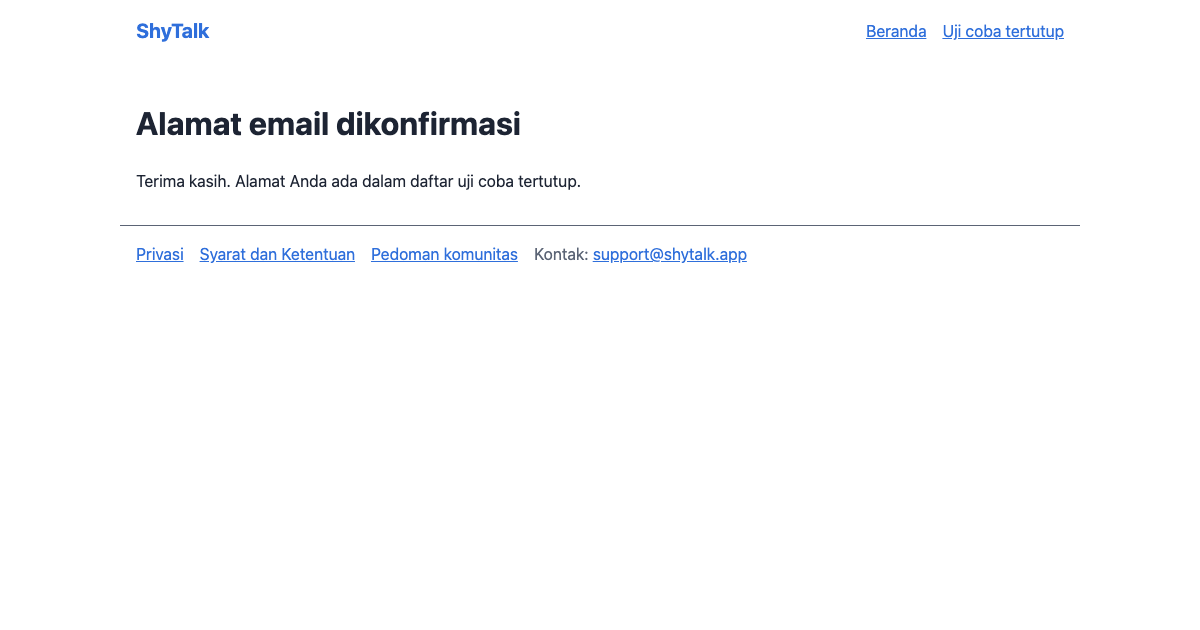 ShyTalk
Beranda Uji coba tertutup
Alamat email dikonfirmasi
Terima kasih. Alamat Anda ada dalam daftar uji coba tertutup.
Privasi Syarat dan Ketentuan Pedoman komunitas Kontak: support@shytalk.app